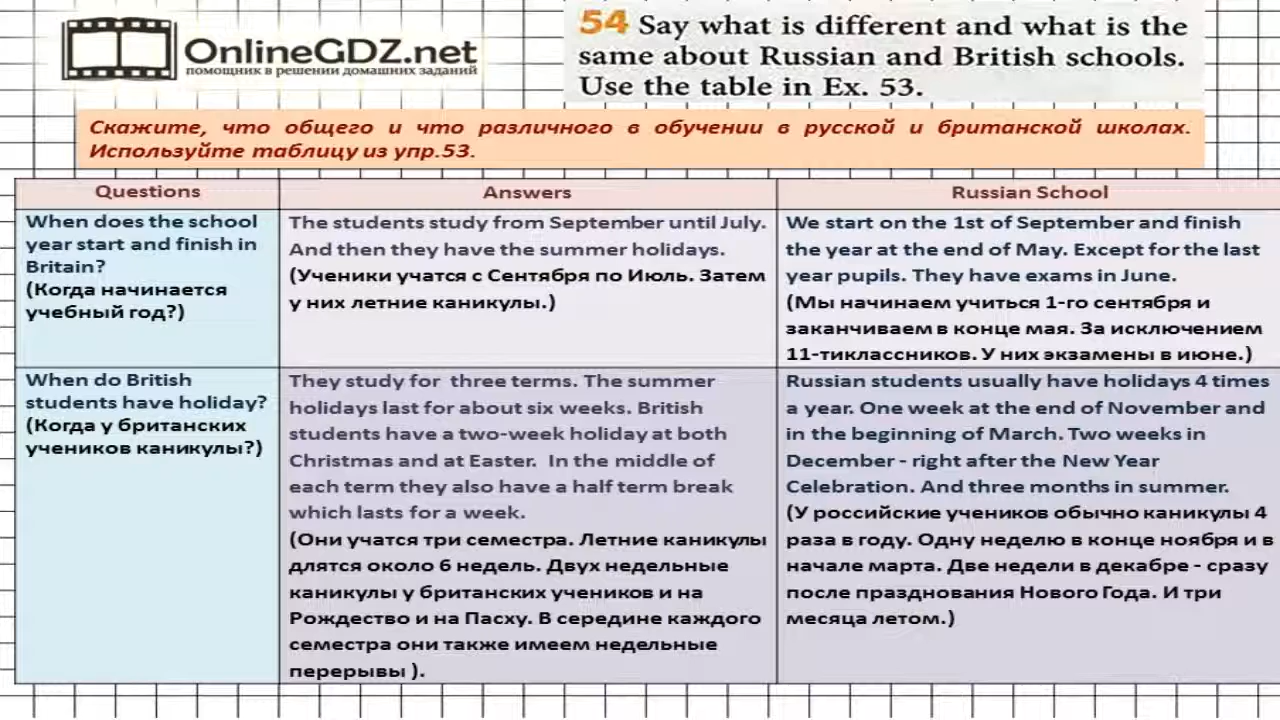 OnlineGDZ.net
помощник в решении домашних заданий
54 Say what is different and what is the
same about Russian and British schools.
Use the table in Ex. 53.
Скажите, что общего и что различного в обучении в русской и британской школах.
Используйте таблицу из упр.53.
Questions
Answers
Russian School
When does the school
year start and finish in
Britain?
(Когда начинается
учебный год?)
The students study from September until July.
And then they have the summer holidays.
(Ученики учатся с Сентября по Июль. Затем
у них летние каникулы.)
We start on the 1st of September and finish
the year at the end of May. Except for the last
year pupils. They have exams in June.
(Мы начинаем учиться 1-го сентября и
заканчиваем в конце мая. За исключением
11-тиклассников. У них экзамены в июне.)
When do British
students have holiday?
(Когда у британских
учеников каникулы?)
They study for three terms. The summer
holidays last for about six weeks. British
students have a two-week holiday at both
Christmas and at Easter. In the middle of
each term they also have a half term break
which lasts for a week.
(Они учатся три семестра. Летние каникулы
длятся около 6 недель. Двух недельные
каникулы у британских учеников и на
Рождество и на Пасху. В середине каждого
семестра они также имеем недельные
перерывы ).
Russian students usually have holidays 4 times
a year. One week at the end of November and
in the beginning of March. Two weeks in
December - right after the New Year
Celebration. And three months in summer.
(У российские учеников обычно каникулы 4
раза в году. Одну неделю в конце ноября и в
начале марта. Две недели в декабре - сразу
после празднования Нового Года. И три
месяца летом.)